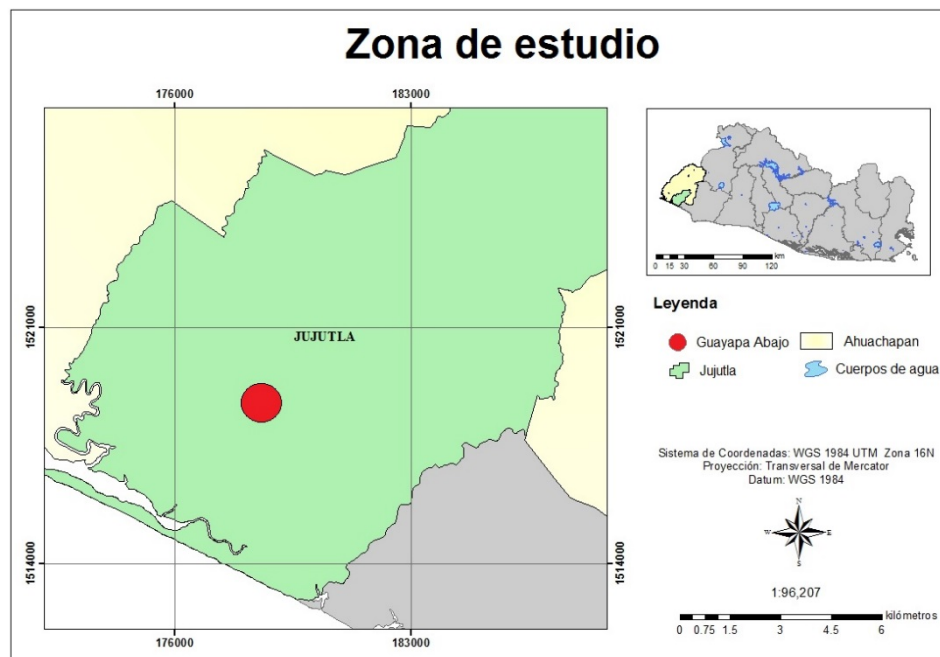 Zona de estudio
176000
183000
1521000
1521000
JUJUTLA
1514000
1514000
176000
183000
km
0 15 30 60 90 120
Leyenda
Guayapa Abajo
Ahuachapan
Jujutla
Cuerpos de agua
Sistema de Coordenadas: WGS 1984 UTM Zona 16N
Proyección: Transversal de Mercator
Datum: WGS 1984
N
W
E
S
1:96,207
kilómetros
0 0.75 1.5 3 4.5 6